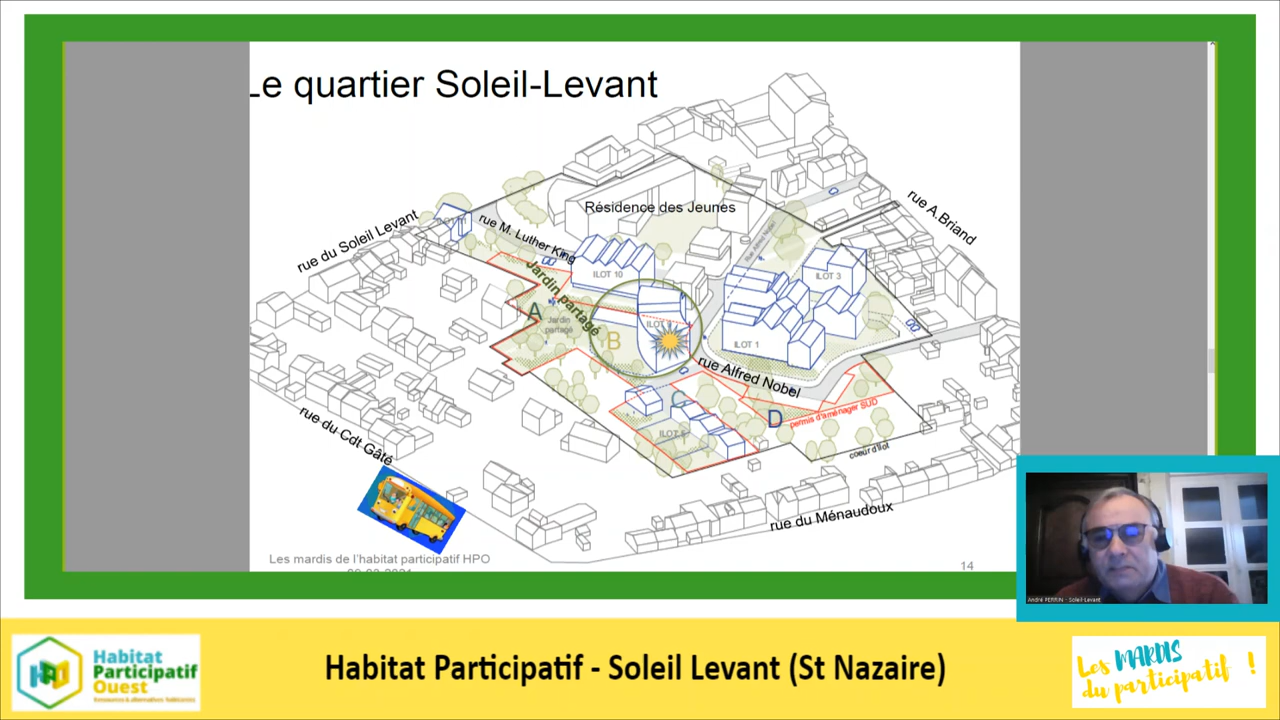 Le quartier Soleil-Levant
Résidence des Jeunes
rue A.Briand
rue du Soleil Levant
rue M. Luther King
ILOT 10
ILOT 3
Jardin partagé
A
Jardin
partagé
B
ILOT
ILOT 1
rue Alfred Nobel
C
D
permis d'aménager SUD
ILOT
coeur d'îlot
rue du Cdt Gâté
rue du Ménaudoux
Les mardis de l'habitat participatif HPO
14
André PERRIN - Soleil-Levant
Habitat
Participatif
Ouest
Habitat Participatif - Soleil Levant (St Nazaire)
Les MARDIS
du participatif !